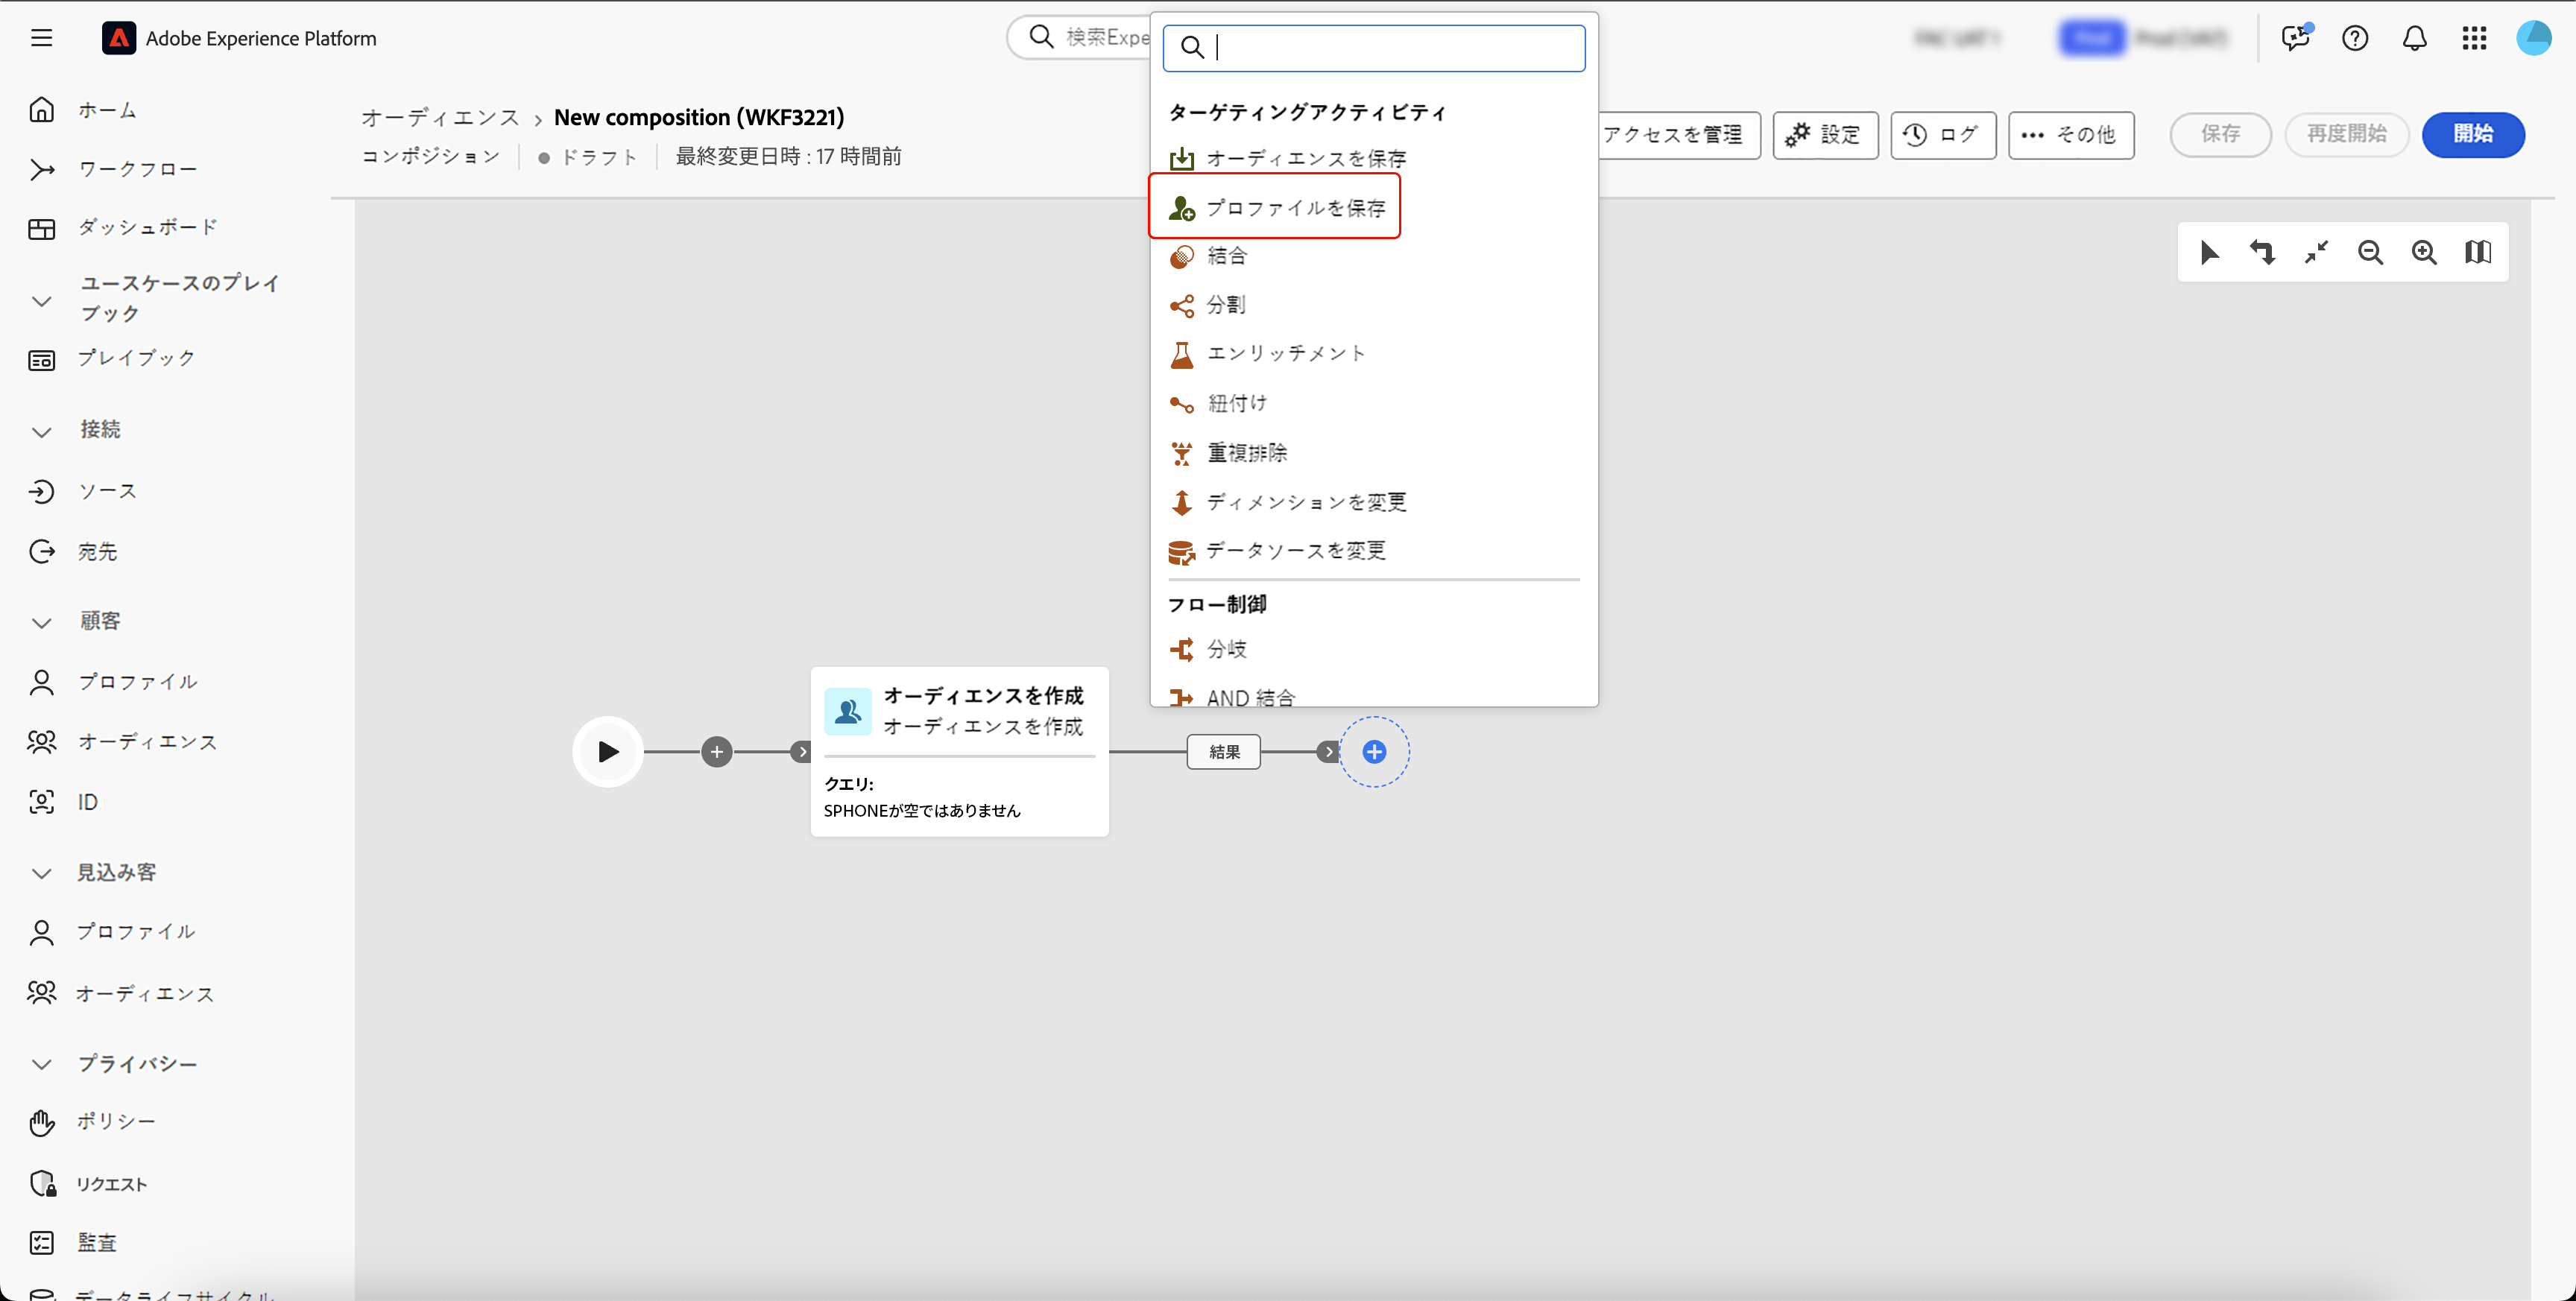 Adobe Experience Platform
検索Expe
ホーム
ワークフロー
ダッシュボード
ユースケースのプレイ
ブック
プレイブック
接続
ソース
宛先
顧客
プロファイル
オーディエンス
ID
見込み客
プロファイル
オーディエンス
プライバシー
ポリシー
リクエスト
監査
データライフサイクル
オーディエンス > New composition (WKF3221)
コンポジション ドラフト 最終変更日時 : 17 時間前
アクセスを管理
設定
ログ
その他
保存
再度開始
開始
ターゲティングアクティビティ
オーディエンスを保存
プロファイルを保存
結合
分割
エンリッチメント
紐付け
重複排除
ディメンションを変更
データソースを変更
フロー制御
分岐
AND 結合
オーディエンスを作成
オーディエンスを作成
クエリ:
SPHONEが空ではありません
結果